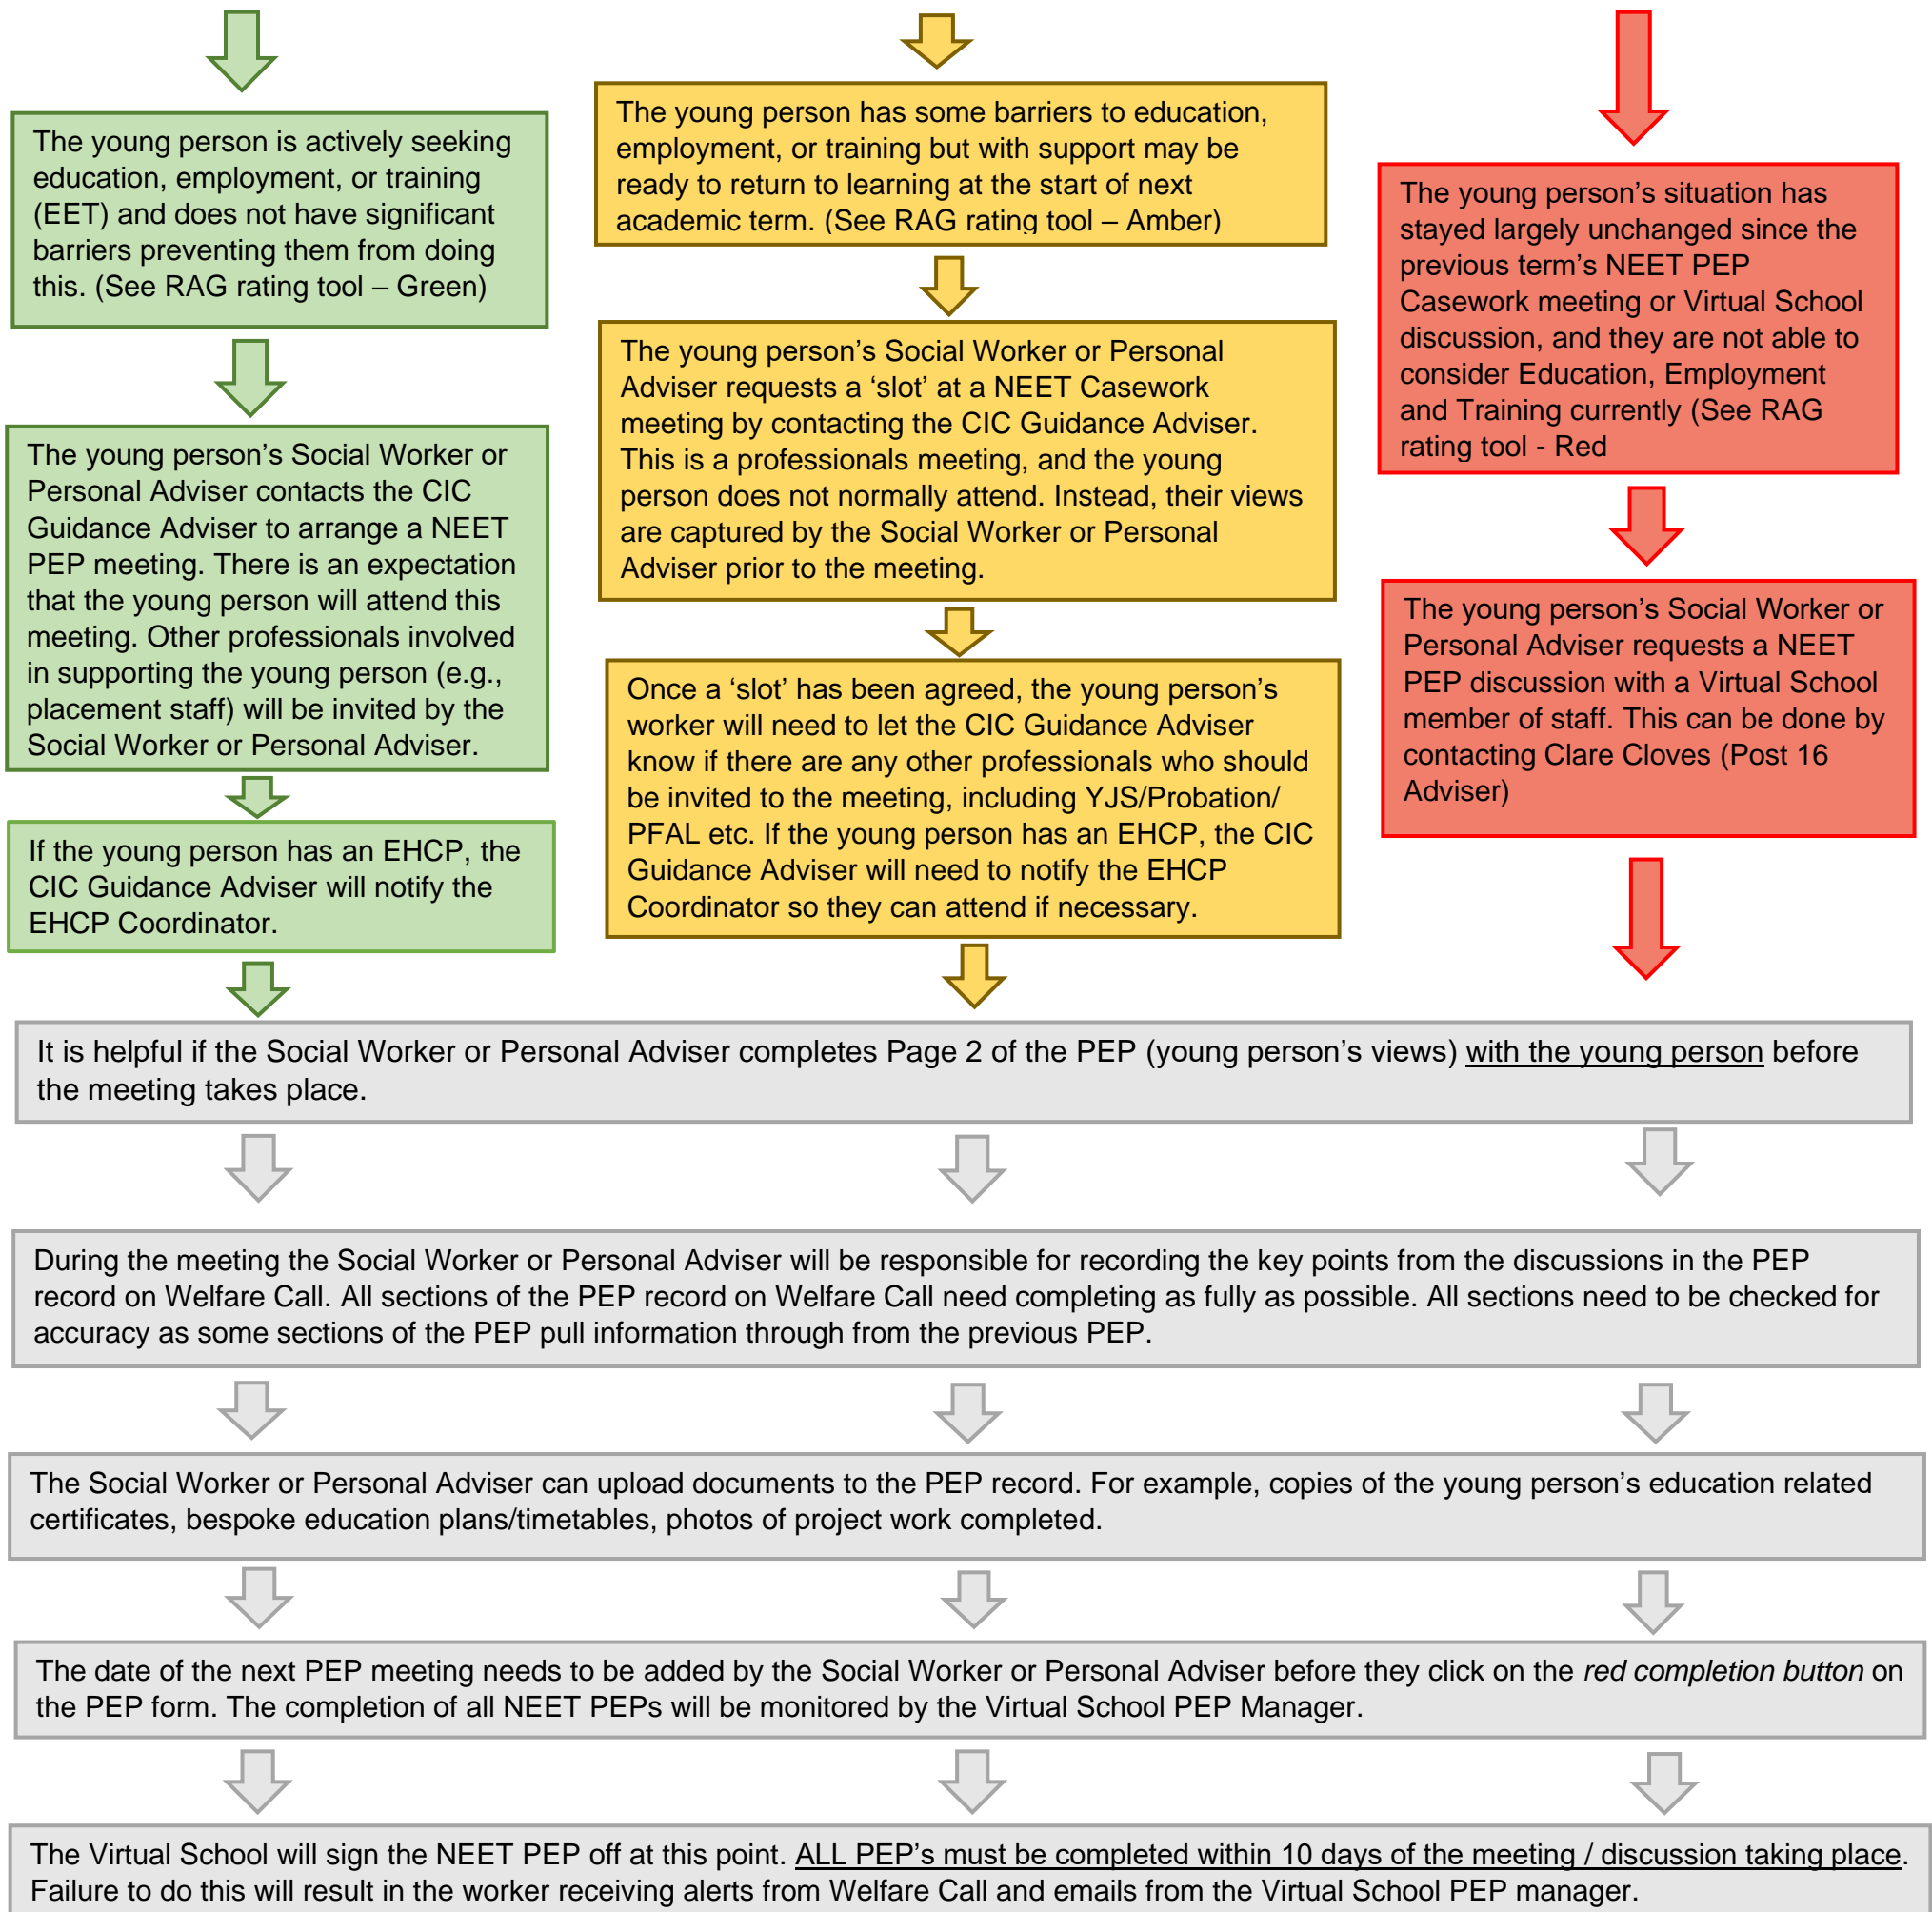 The young person is actively seeking
education, employment, or training
(EET) and does not have significant
barriers preventing them from doing
this. (See RAG rating tool – Green)
The young person’s Social Worker or
Personal Adviser contacts the CIC
Guidance Adviser to arrange a NEET
PEP meeting. There is an expectation
that the young person will attend this
meeting. Other professionals involved
in supporting the young person (e.g.,
placement staff) will be invited by the
Social Worker or Personal Adviser.
If the young person has an EHCP, the
CIC Guidance Adviser will notify the
EHCP Coordinator.
The young person has some barriers to education,
employment, or training but with support may be
ready to return to learning at the start of next
academic term. (See RAG rating tool – Amber)
The young person’s Social Worker or Personal
Adviser requests a ‘slot’ at a NEET Casework
meeting by contacting the CIC Guidance Adviser.
This is a professionals meeting, and the young
person does not normally attend. Instead, their views
are captured by the Social Worker or Personal
Adviser prior to the meeting.
Once a ‘slot’ has been agreed, the young person’s
worker will need to let the CIC Guidance Adviser
know if there are any other professionals who should
be invited to the meeting, including YJS/Probation/
PFAL etc. If the young person has an EHCP, the CIC
Guidance Adviser will need to notify the EHCP
Coordinator so they can attend if necessary.
The young person’s situation has
stayed largely unchanged since the
previous term’s NEET PEP
Casework meeting or Virtual School
discussion, and they are not able to
consider Education, Employment
and Training currently (See RAG
rating tool - Red
The young person’s Social Worker or
Personal Adviser requests a NEET
PEP discussion with a Virtual School
member of staff. This can be done by
contacting Clare Cloves (Post 16
Adviser)
It is helpful if the Social Worker or Personal Adviser completes Page 2 of the PEP (young person’s views) with the young person before
the meeting takes place.
During the meeting the Social Worker or Personal Adviser will be responsible for recording the key points from the discussions in the PEP
record on Welfare Call. All sections of the PEP record on Welfare Call need completing as fully as possible. All sections need to be checked for
accuracy as some sections of the PEP pull information through from the previous PEP.
The Social Worker or Personal Adviser can upload documents to the PEP record. For example, copies of the young person’s education related
certificates, bespoke education plans/timetables, photos of project work completed.
The date of the next PEP meeting needs to be added by the Social Worker or Personal Adviser before they click on the red completion button on
the PEP form. The completion of all NEET PEPs will be monitored by the Virtual School PEP Manager.
The Virtual School will sign the NEET PEP off at this point. ALL PEP’s must be completed within 10 days of the meeting / discussion taking place.
Failure to do this will result in the worker receiving alerts from Welfare Call and emails from the Virtual School PEP manager.